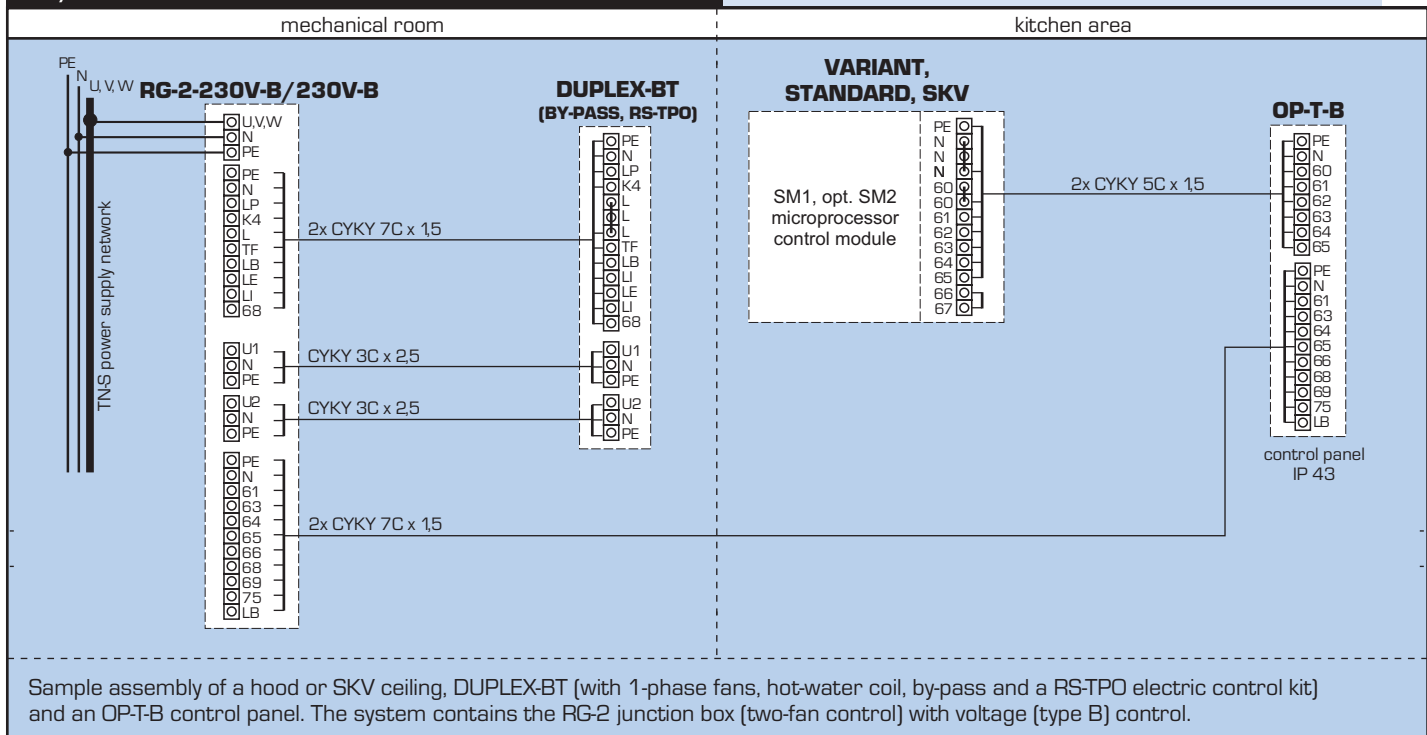 mechanical room
kitchen area
PE
N
U, V, W
TN-S power supply network
RG-2-230V-B/230V-B
U,V,W
N
PE
PE
N
LP
K4
L
TF
LB
LE
LI
68
U1
N
PE
U2
N
PE
PE
N
61
63
64
65
66
68
69
75
LB
2x CYKY 7C x 1,5
CYKY 3C x 2,5
CYKY 3C x 2,5
2x CYKY 7C x 1,5
DUPLEX-BT
(BY-PASS, RS-TPO)
PE
N
LP
K4
L
L
L
TF
LB
LI
LE
LI
68
U1
N
PE
U2
N
PE
VARIANT,
STANDARD, SKV
SM1, opt. SM2
microprocessor
control module
PE
N
N
N
60
60
61
62
63
64
65
66
67
2x CYKY 5C x 1,5
OP-T-B
PE
N
60
61
62
63
64
65
PE
N
61
63
64
65
66
68
69
75
LB
control panel
IP 43
Sample assembly of a hood or SKV ceiling, DUPLEX-BT (with 1-phase fans, hot-water coil, by-pass and a RS-TPO electric control kit)
and an OP-T-B control panel. The system contains the RG-2 junction box (two-fan control) with voltage (type B) control.